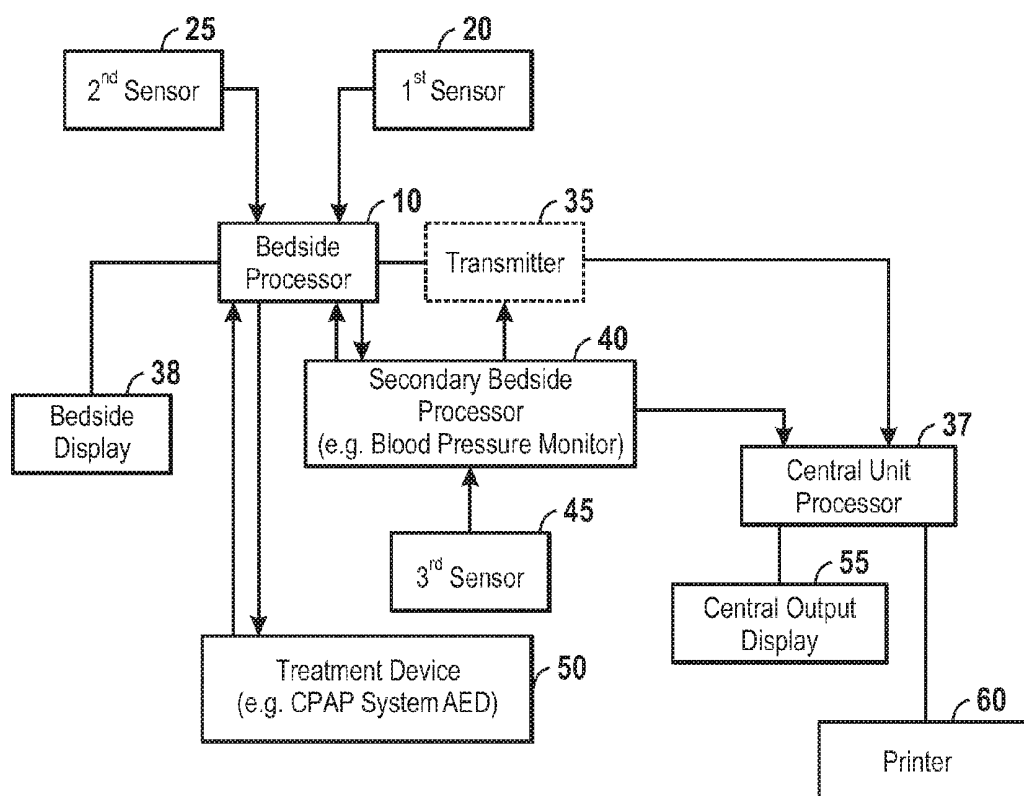 25
2nd Sensor
20
1st Sensor
10
Bedside
Processor
35
Transmitter
38
Bedside
Display
40
Secondary Bedside
Processor
(e.g. Blood Pressure Monitor)
37
Central Unit
Processor
45
3rd Sensor
55
Central Output
Display
50
Treatment Device
(e.g. CPAP System AED)
60
Printer